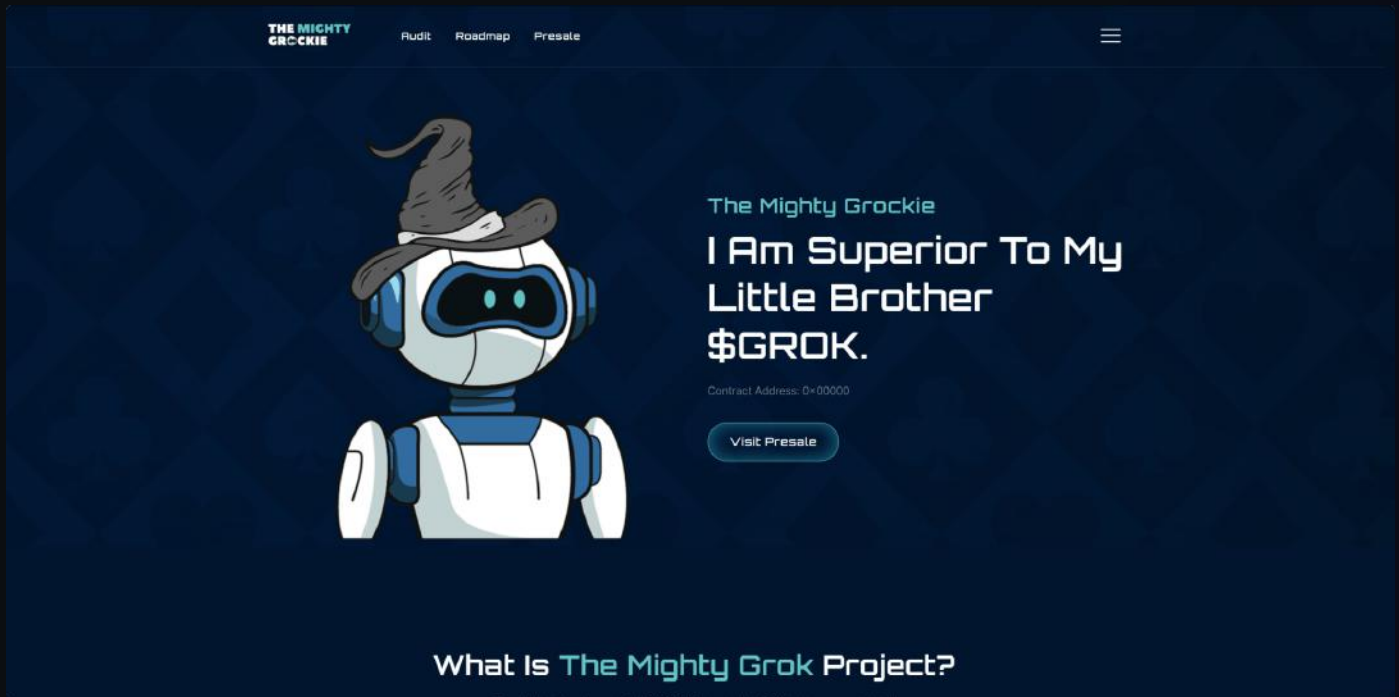 THE MIGHTY
GROCKIE
Audit
Roadmap
Presale
The Mighty Grockie
I Am Superior To My
Little Brother
$GROK.
Contract Address: 0×00000
Visit Presale
What Is The Mighty Grok Project?